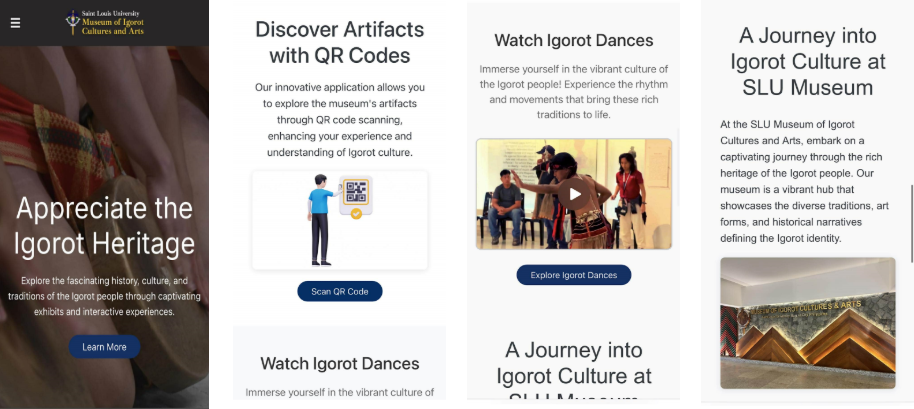 Saint Louis University
Museum of Igorot
Cultures and Arts
Appreciate the
Igorot Heritage
Explore the fascinating history, culture, and
traditions of the Igorot people through captivating
exhibits and interactive experiences.
Learn More
Discover Artifacts
with QR Codes
Our innovative application allows you
to explore the museum's artifacts
through QR code scanning,
enhancing your experience and
understanding of Igorot culture.
Scan QR Code
Watch Igorot Dances
Immerse yourself in the vibrant culture of
Watch Igorot Dances
Immerse yourself in the vibrant culture of
the Igorot people! Experience the rhythm
and movements that bring these rich
traditions to life.
Explore Igorot Dances
A Journey into
Igorot Culture at
SLU Museum
A Journey into
Igorot Culture at
SLU Museum
At the SLU Museum of Igorot
Cultures and Arts, embark on a
captivating journey through the rich
heritage of the Igorot people. Our
museum is a vibrant hub that
showcases the diverse traditions, art
forms, and historical narratives
defining the Igorot identity.
OF IGOROT CULTURES & ARTS